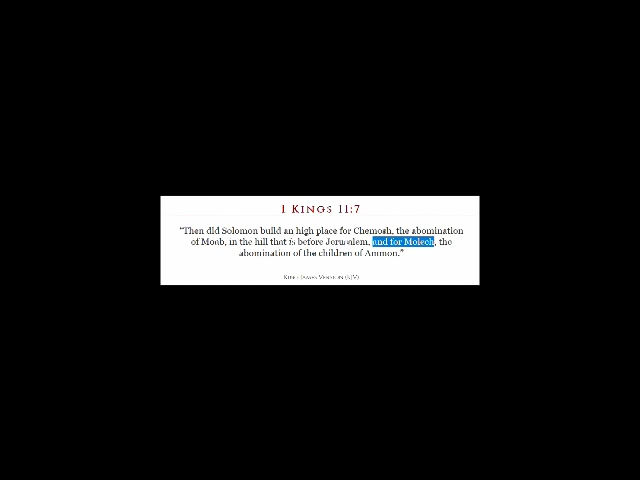 1 Kings 11:7
“Then did Solomon build an high place for Chemosh, the abomination
of Moab, in the hill that is before Jerusalem, and for Molech, the
abomination of the children of Ammon.”
King James Version (KJV)